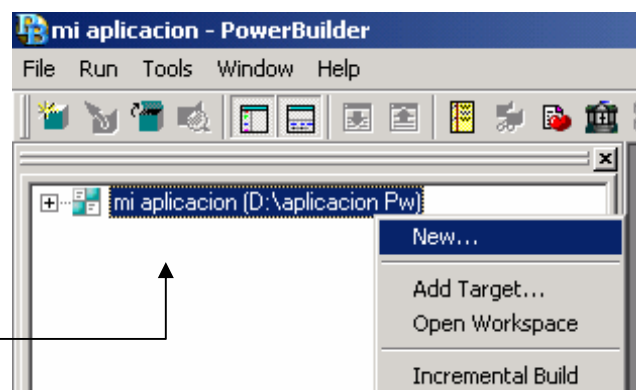 mi aplicacion - PowerBuilder
File Run Tools Window Help
mi aplicacion (D:\aplicacion Pw)
New...
Add Target...
Open Workspace
Incremental Build